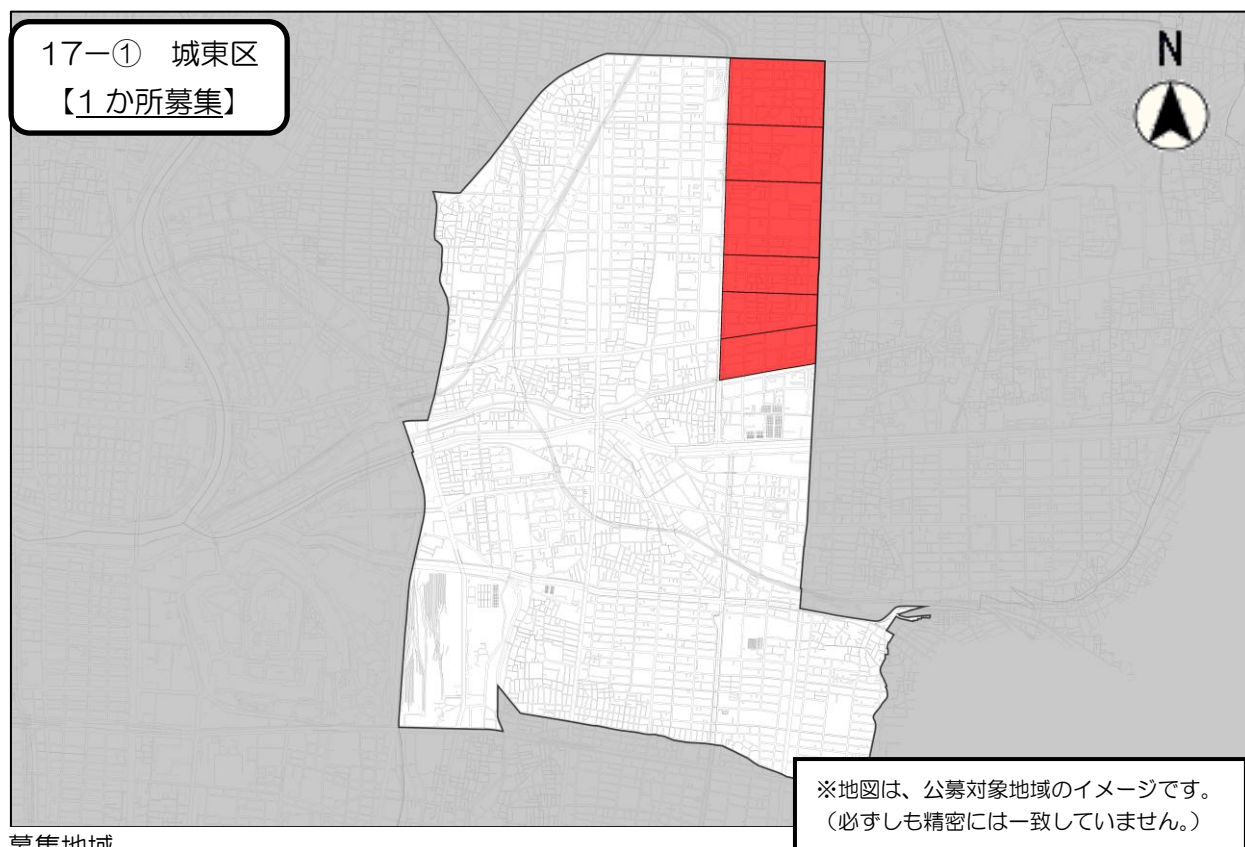 17－① 城東区
【1か所募集】
N
※地図は、公募対象地域のイメージです。
（必ずしも精密には一致していません。）
募集地域